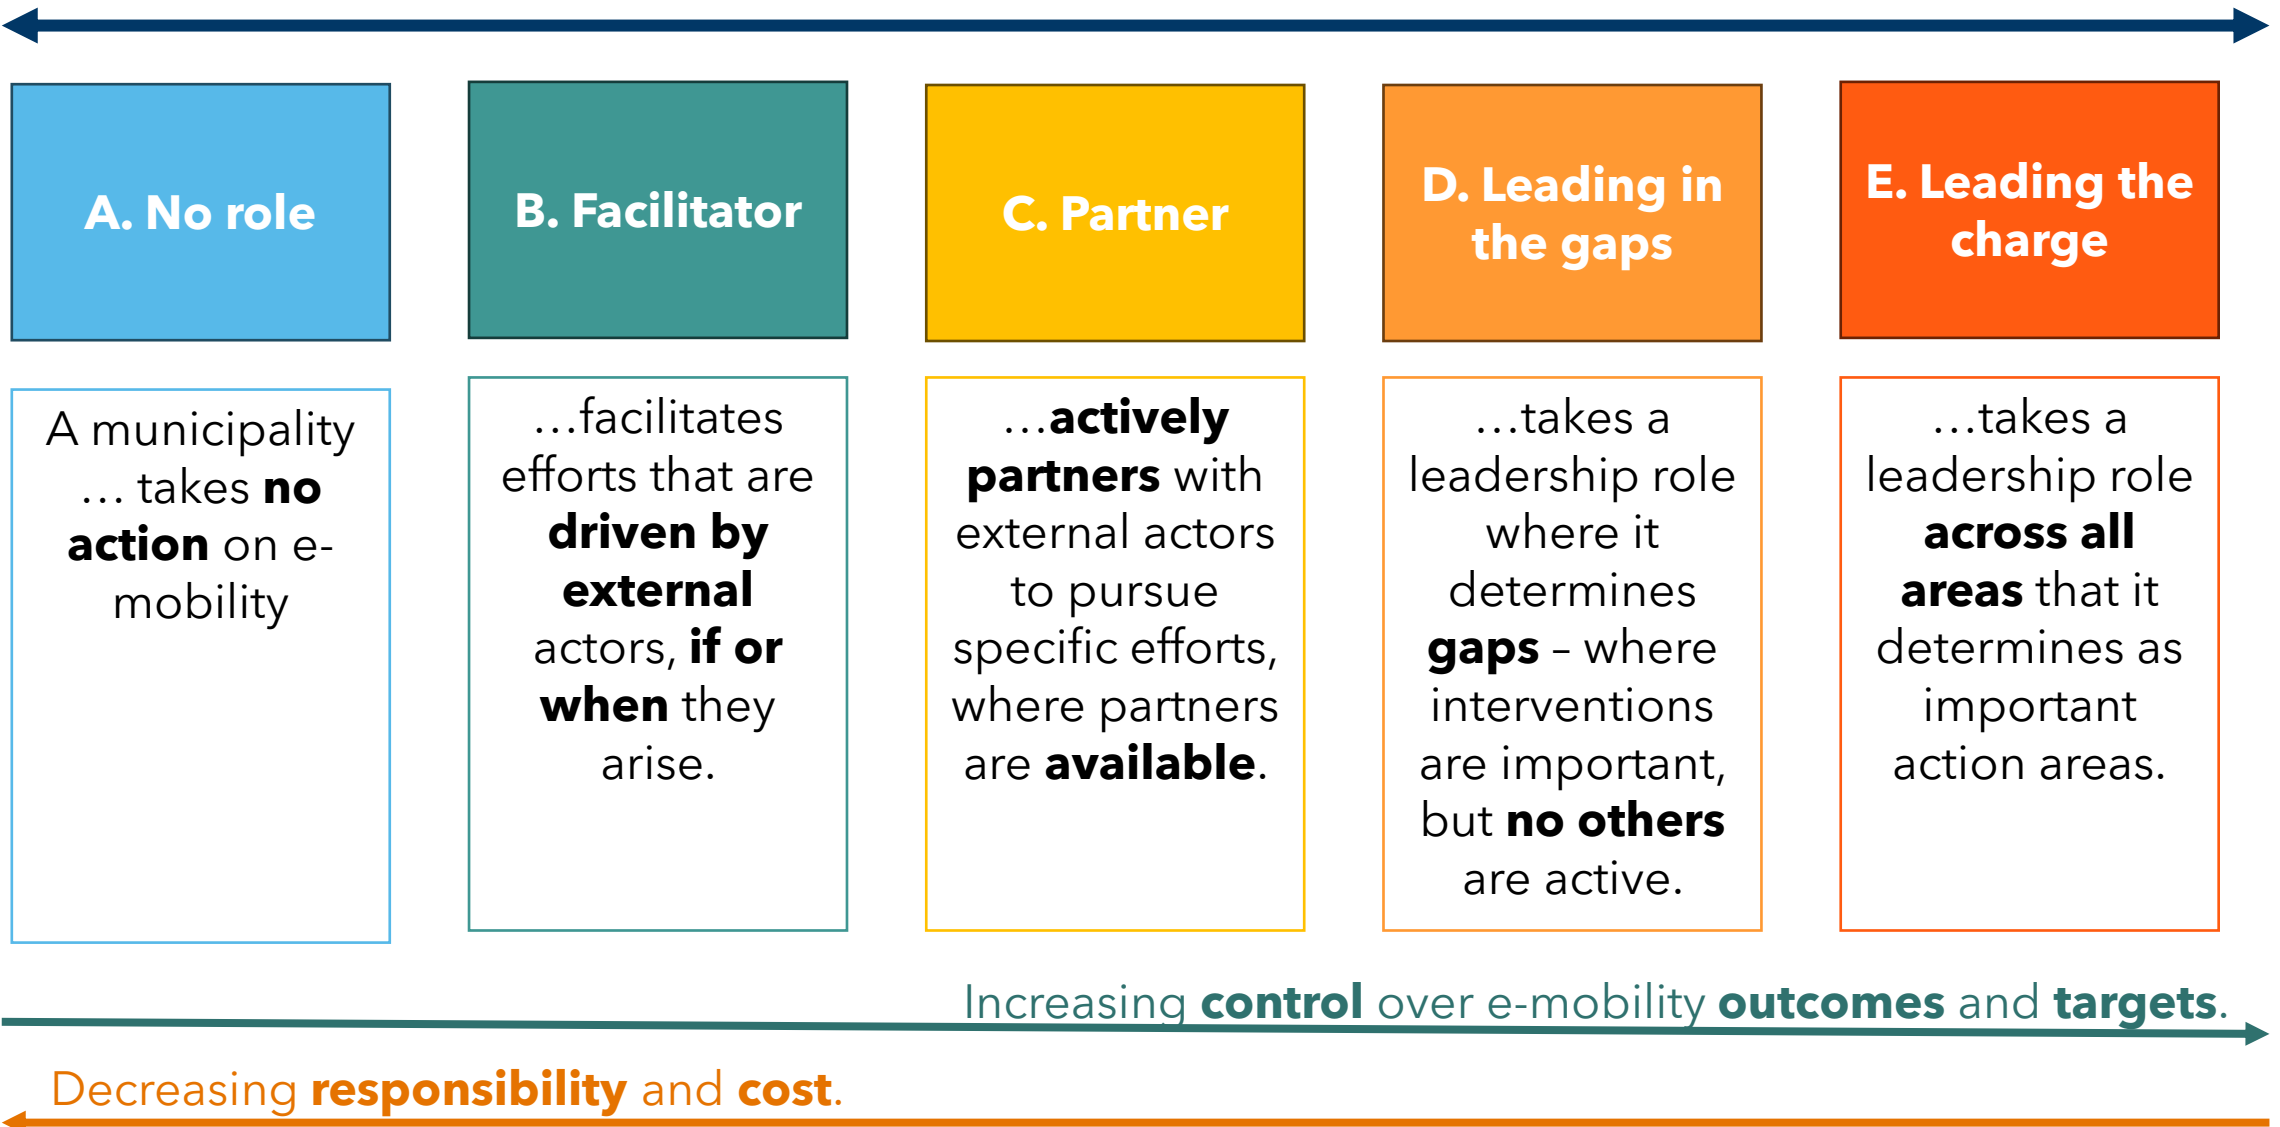 A. No role
A municipality
… takes no
action on e-
mobility
B. Facilitator
…facilitates
efforts that are
driven by
external
actors, if or
when they
arise.
C. Partner
…actively
partners with
external actors
to pursue
specific efforts,
where partners
are available.
D. Leading in
the gaps
…takes a
leadership role
where it
determines
gaps – where
interventions
are important,
but no others
are active.
E. Leading the
charge
…takes a
leadership role
across all
areas that it
determines as
important
action areas.
Increasing control over e-mobility outcomes and targets.
Decreasing responsibility and cost.